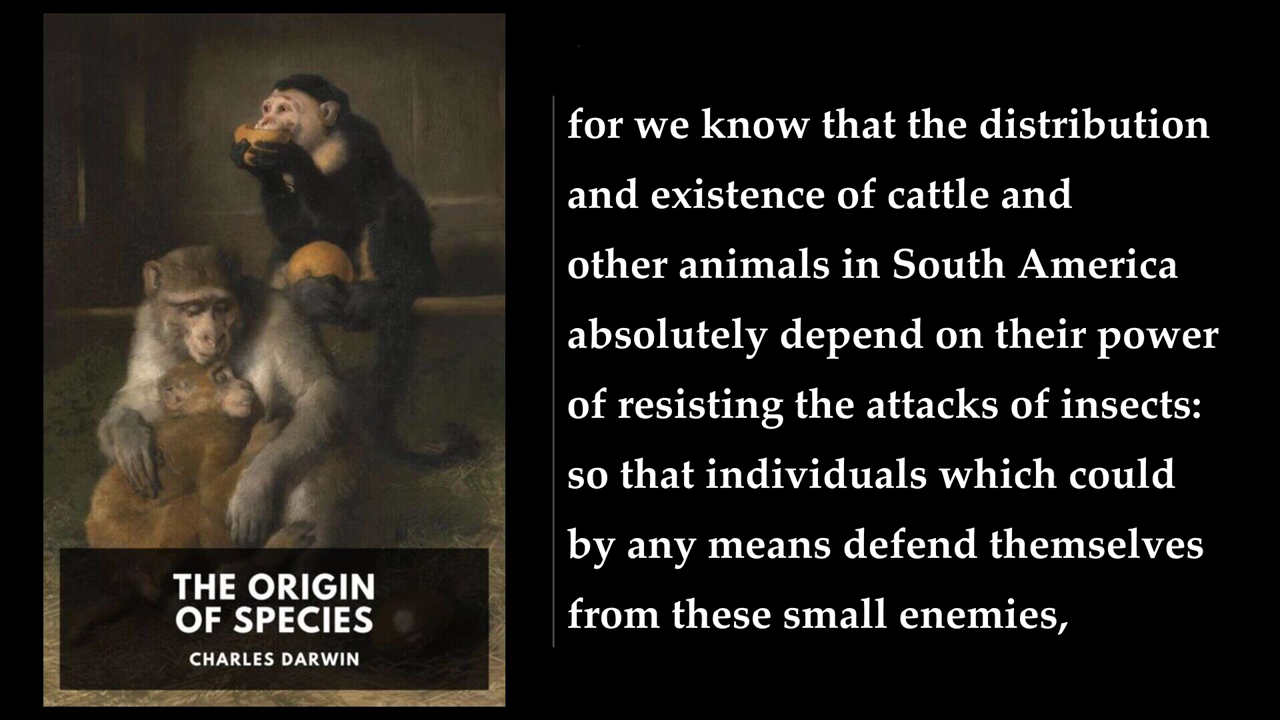 THE ORIGIN
OF SPECIES
CHARLES DARWIN
for we know that the distribution
and existence of cattle and
other animals in South America
absolutely depend on their power
of resisting the attacks of insects:
so that individuals which could
by any means defend themselves
from these small enemies,